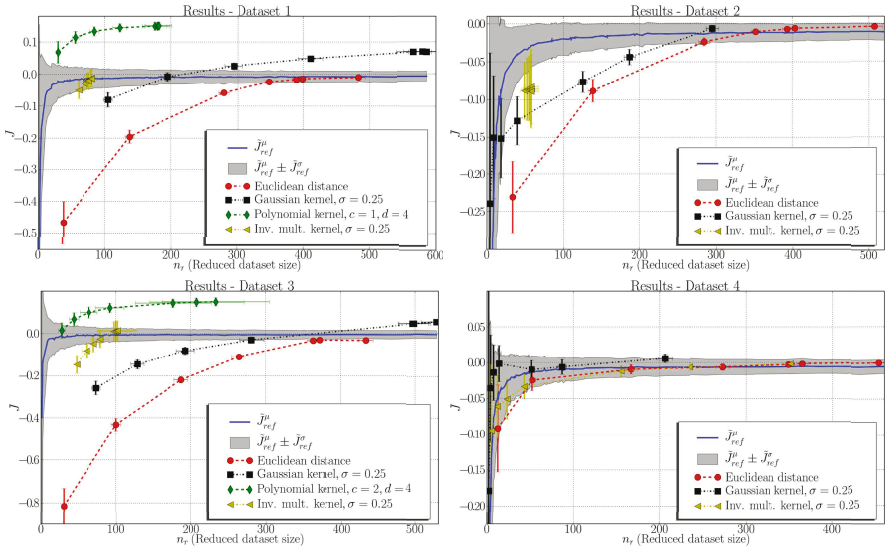 Results - Dataset 1
0.1
0.0
−0.1
−0.2
−0.3
−0.4
−0.5
J
0
100
200
300
400
500
600
n_r (Reduced dataset size)
J̃^μ_ref
J̃^μ_ref ± J̃^σ_ref
Euclidean distance
Gaussian kernel, σ = 0.25
Polynomial kernel, c = 1, d = 4
Inv. mult. kernel, σ = 0.25
Results - Dataset 2
0.00
−0.05
−0.10
−0.15
−0.20
−0.25
J
0
100
200
300
400
500
n_r (Reduced dataset size)
J̃^μ_ref
J̃^μ_ref ± J̃^σ_ref
Euclidean distance
Gaussian kernel, σ = 0.25
Inv. mult. kernel, σ = 0.25
Results - Dataset 3
0.0
−0.2
−0.4
−0.6
−0.8
J
0
100
200
300
400
500
n_r (Reduced dataset size)
J̃^μ_ref
J̃^μ_ref ± J̃^σ_ref
Euclidean distance
Gaussian kernel, σ = 0.25
Polynomial kernel, c = 2, d = 4
Inv. mult. kernel, σ = 0.25
Results - Dataset 4
0.05
0.00
−0.05
−0.10
−0.15
−0.20
J
0
100
200
300
400
500
n_r (Reduced dataset size)
J̃^μ_ref
J̃^μ_ref ± J̃^σ_ref
Euclidean distance
Gaussian kernel, σ = 0.25
Inv. mult. kernel, σ = 0.25